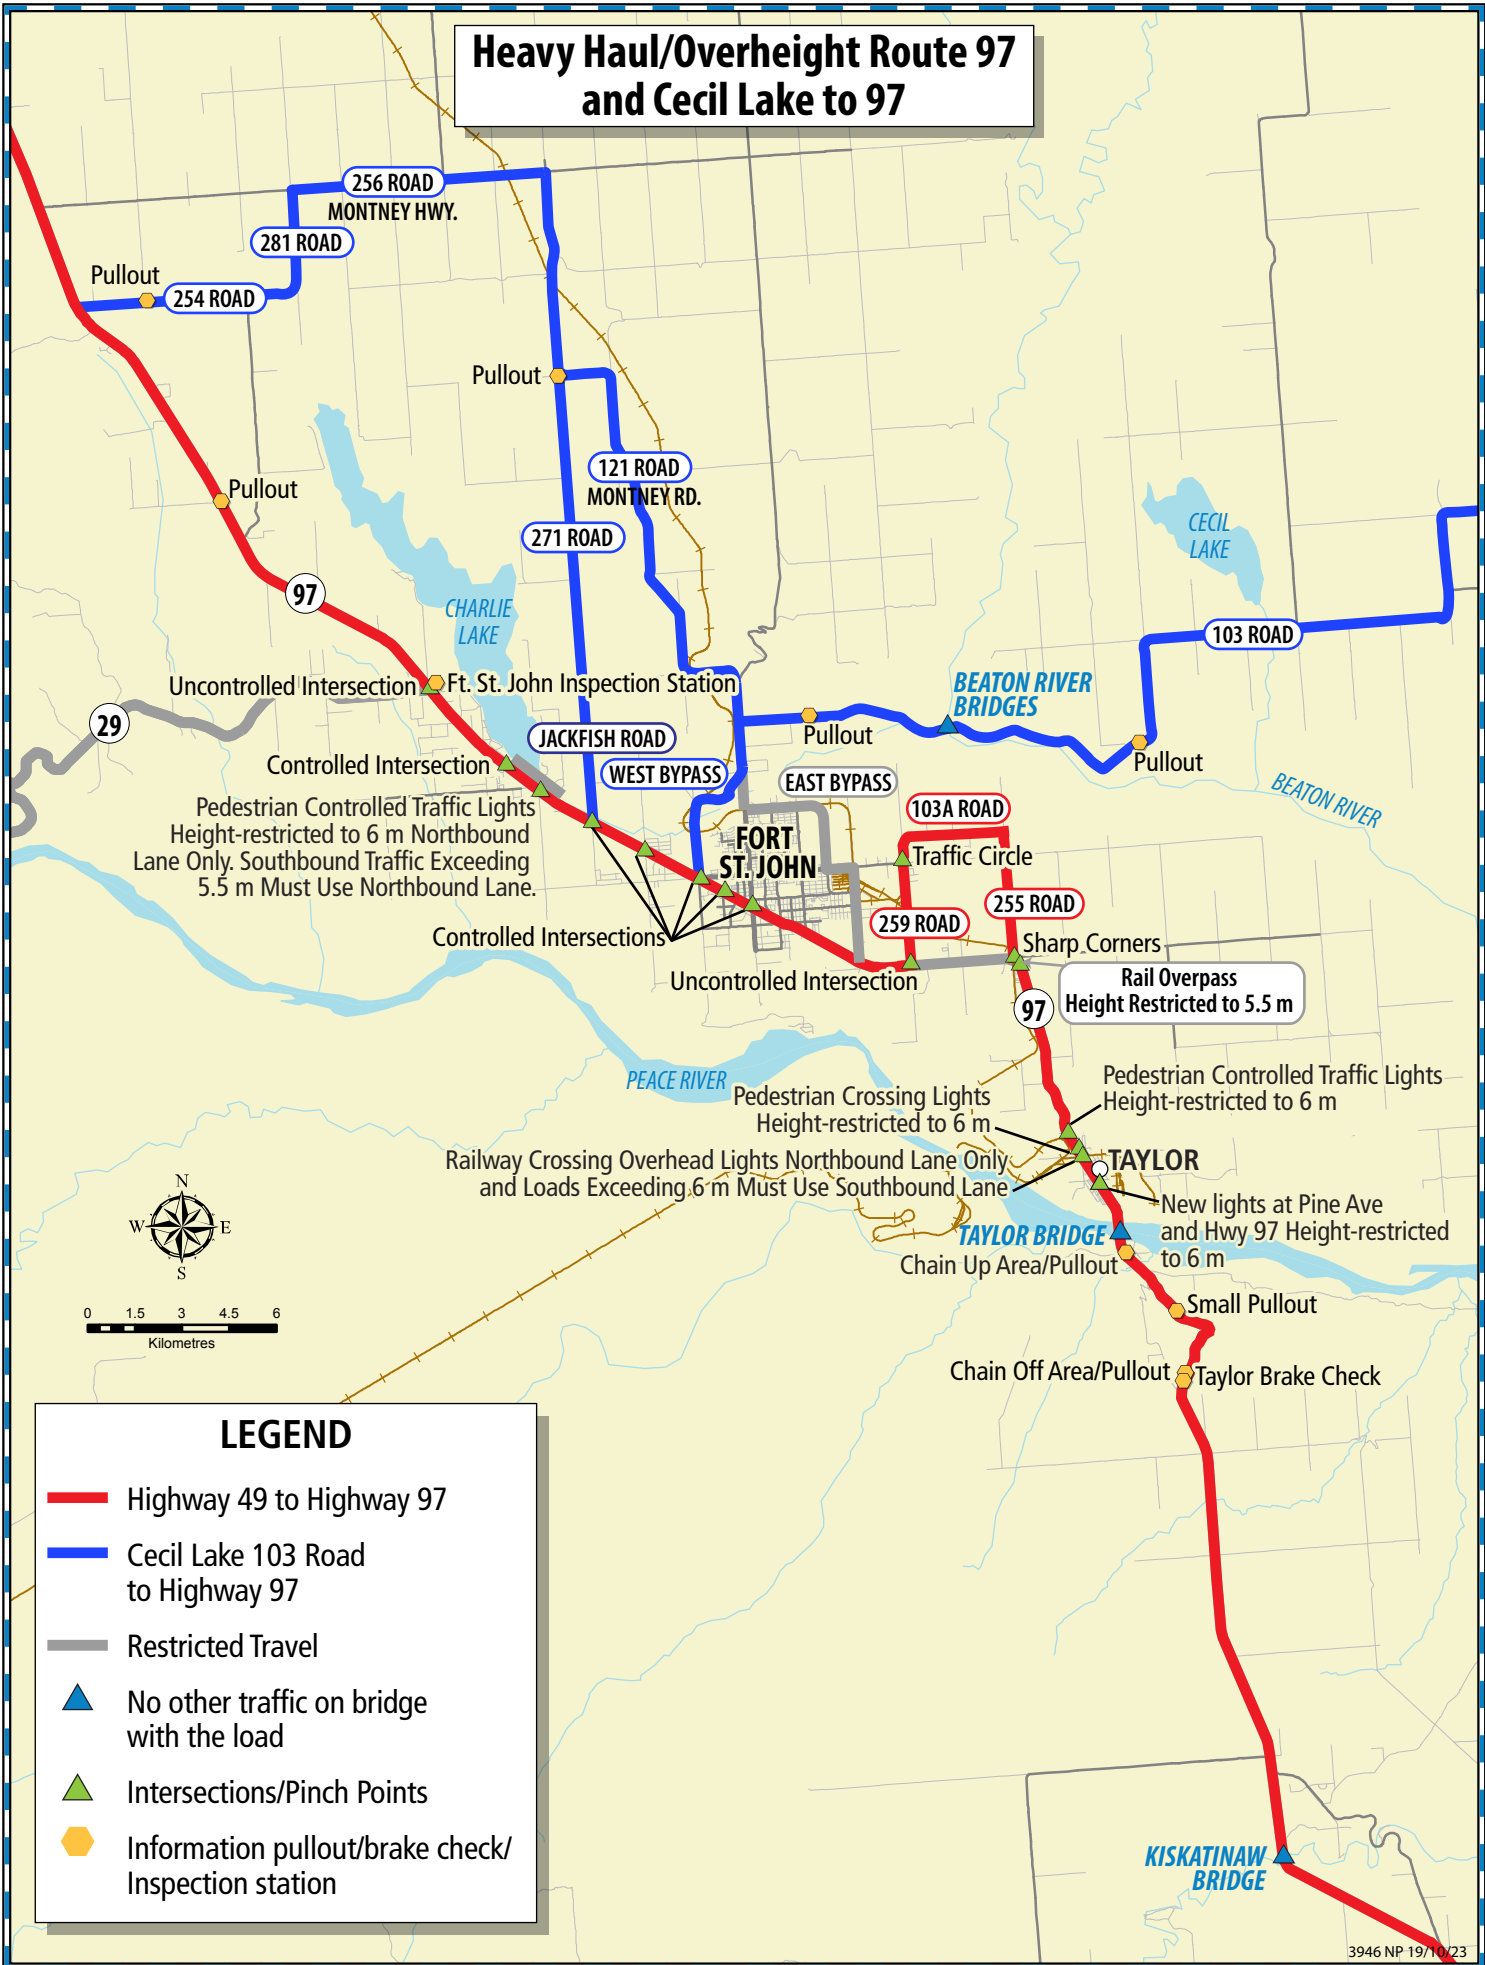 Heavy Haul/Overheight Route 97
and Cecil Lake to 97
256 ROAD
MONTNEY HWY.
281 ROAD
Pullout
254 ROAD
Pullout
121 ROAD
MONTNEY RD.
Pullout
271 ROAD
CECIL
LAKE
97
CHARLIE
LAKE
103 ROAD
Uncontrolled Intersection
Ft. St. John Inspection Station
BEATON RIVER
BRIDGES
29
Pullout
JACKFISH ROAD
Controlled Intersection
WEST BYPASS
EAST BYPASS
Pullout
BEATON RIVER
Pedestrian Controlled Traffic Lights
Height-restricted to 6 m Northbound
Lane Only. Southbound Traffic Exceeding
5.5 m Must Use Northbound Lane.
103A ROAD
FORT
ST. JOHN
Traffic Circle
255 ROAD
259 ROAD
Controlled Intersections
Sharp Corners
Uncontrolled Intersection
Rail Overpass
Height Restricted to 5.5 m
97
PEACE RIVER
Pedestrian Controlled Traffic Lights
Height-restricted to 6 m
Pedestrian Crossing Lights
Height-restricted to 6 m
Railway Crossing Overhead Lights Northbound Lane Only
and Loads Exceeding 6 m Must Use Southbound Lane
TAYLOR
New lights at Pine Ave
and Hwy 97 Height-restricted
to 6 m
TAYLOR BRIDGE
Chain Up Area/Pullout
N
W
E
S
0 1.5 3 4.5 6
Kilometres
Small Pullout
Chain Off Area/Pullout
Taylor Brake Check
LEGEND
Highway 49 to Highway 97
Cecil Lake 103 Road
to Highway 97
Restricted Travel
No other traffic on bridge
with the load
Intersections/Pinch Points
Information pullout/brake check/
Inspection station
KISKATINAW
BRIDGE
3946 NP 19/10/23